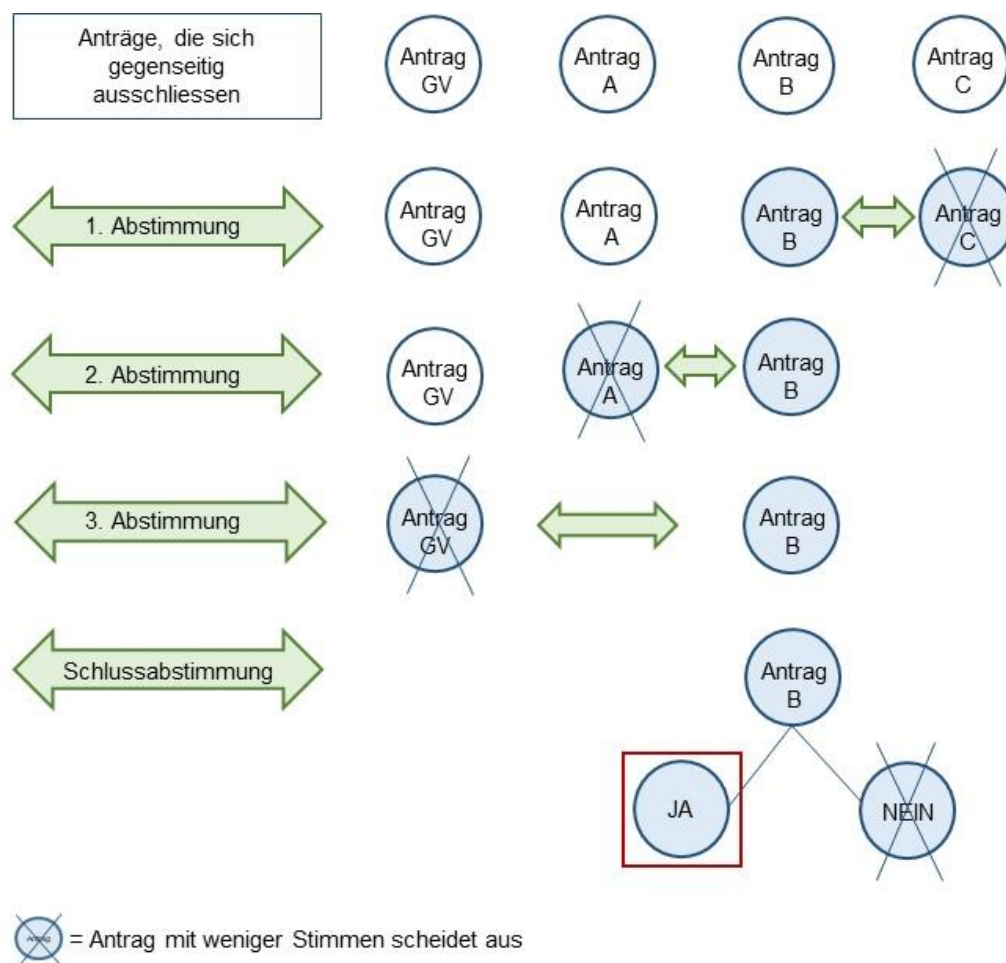 Anträge, die sich
gegenseitig
ausschliessen
Antrag
GV
Antrag
A
Antrag
B
Antrag
C
1. Abstimmung
Antrag
GV
Antrag
A
Antrag
B
Antrag
C
2. Abstimmung
Antrag
GV
Antrag
A
Antrag
B
3. Abstimmung
Antrag
GV
Antrag
B
Schlussabstimmung
Antrag
B
JA
NEIN
Antrag
= Antrag mit weniger Stimmen scheidet aus